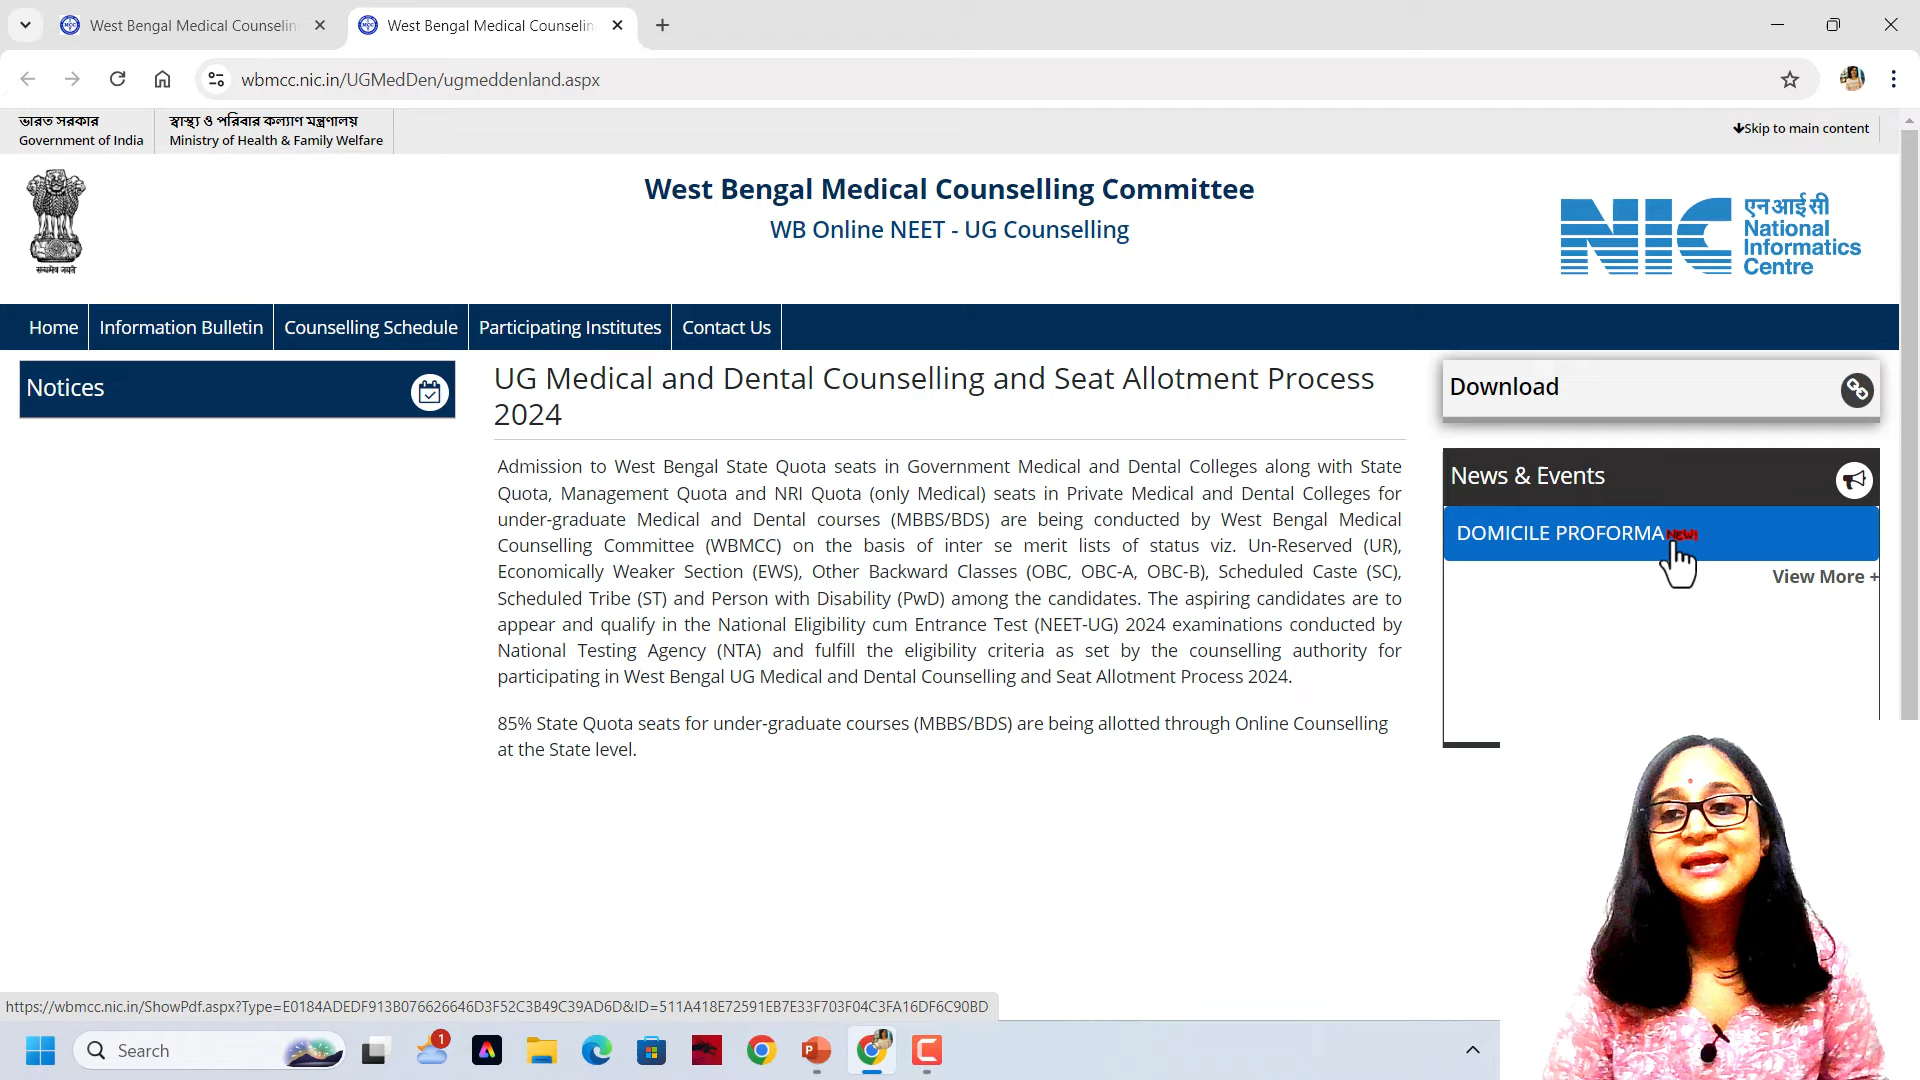 West Bengal Medical Counselin
West Bengal Medical Counselin
wbmcc.nic.in/UGMedDen/ugmeddenland.aspx
ভারত সরকার
Government of India
স্বাস্থ্য ও পরিবার কল্যাণ মন্ত্রণালয়
Ministry of Health & Family Welfare
Skip to main content
सत्यमेव जयते
West Bengal Medical Counselling Committee
WB Online NEET - UG Counselling
NIC
एन आई सी
National
Informatics
Centre
Home
Information Bulletin
Counselling Schedule
Participating Institutes
Contact Us
Notices
UG Medical and Dental Counselling and Seat Allotment Process
2024
Admission to West Bengal State Quota seats in Government Medical and Dental Colleges along with State
Quota, Management Quota and NRI Quota (only Medical) seats in Private Medical and Dental Colleges for
under-graduate Medical and Dental courses (MBBS/BDS) are being conducted by West Bengal Medical
Counselling Committee (WBMCC) on the basis of inter se merit lists of status viz. Un-Reserved (UR),
Economically Weaker Section (EWS), Other Backward Classes (OBC, OBC-A, OBC-B), Scheduled Caste (SC),
Scheduled Tribe (ST) and Person with Disability (PwD) among the candidates. The aspiring candidates are to
appear and qualify in the National Eligibility cum Entrance Test (NEET-UG) 2024 examinations conducted by
National Testing Agency (NTA) and fulfill the eligibility criteria as set by the counselling authority for
participating in West Bengal UG Medical and Dental Counselling and Seat Allotment Process 2024.
85% State Quota seats for under-graduate courses (MBBS/BDS) are being allotted through Online Counselling
at the State level.
Download
News & Events
DOMICILE PROFORMA NEW!
View More +
https://wbmcc.nic.in/ShowPdf.aspx?Type=E0184ADEDF913B076626646D3F52C3B49C39AD6D&ID=511A418E72591EB7E33F703F04C3FA16DF6C90BD
Search
1